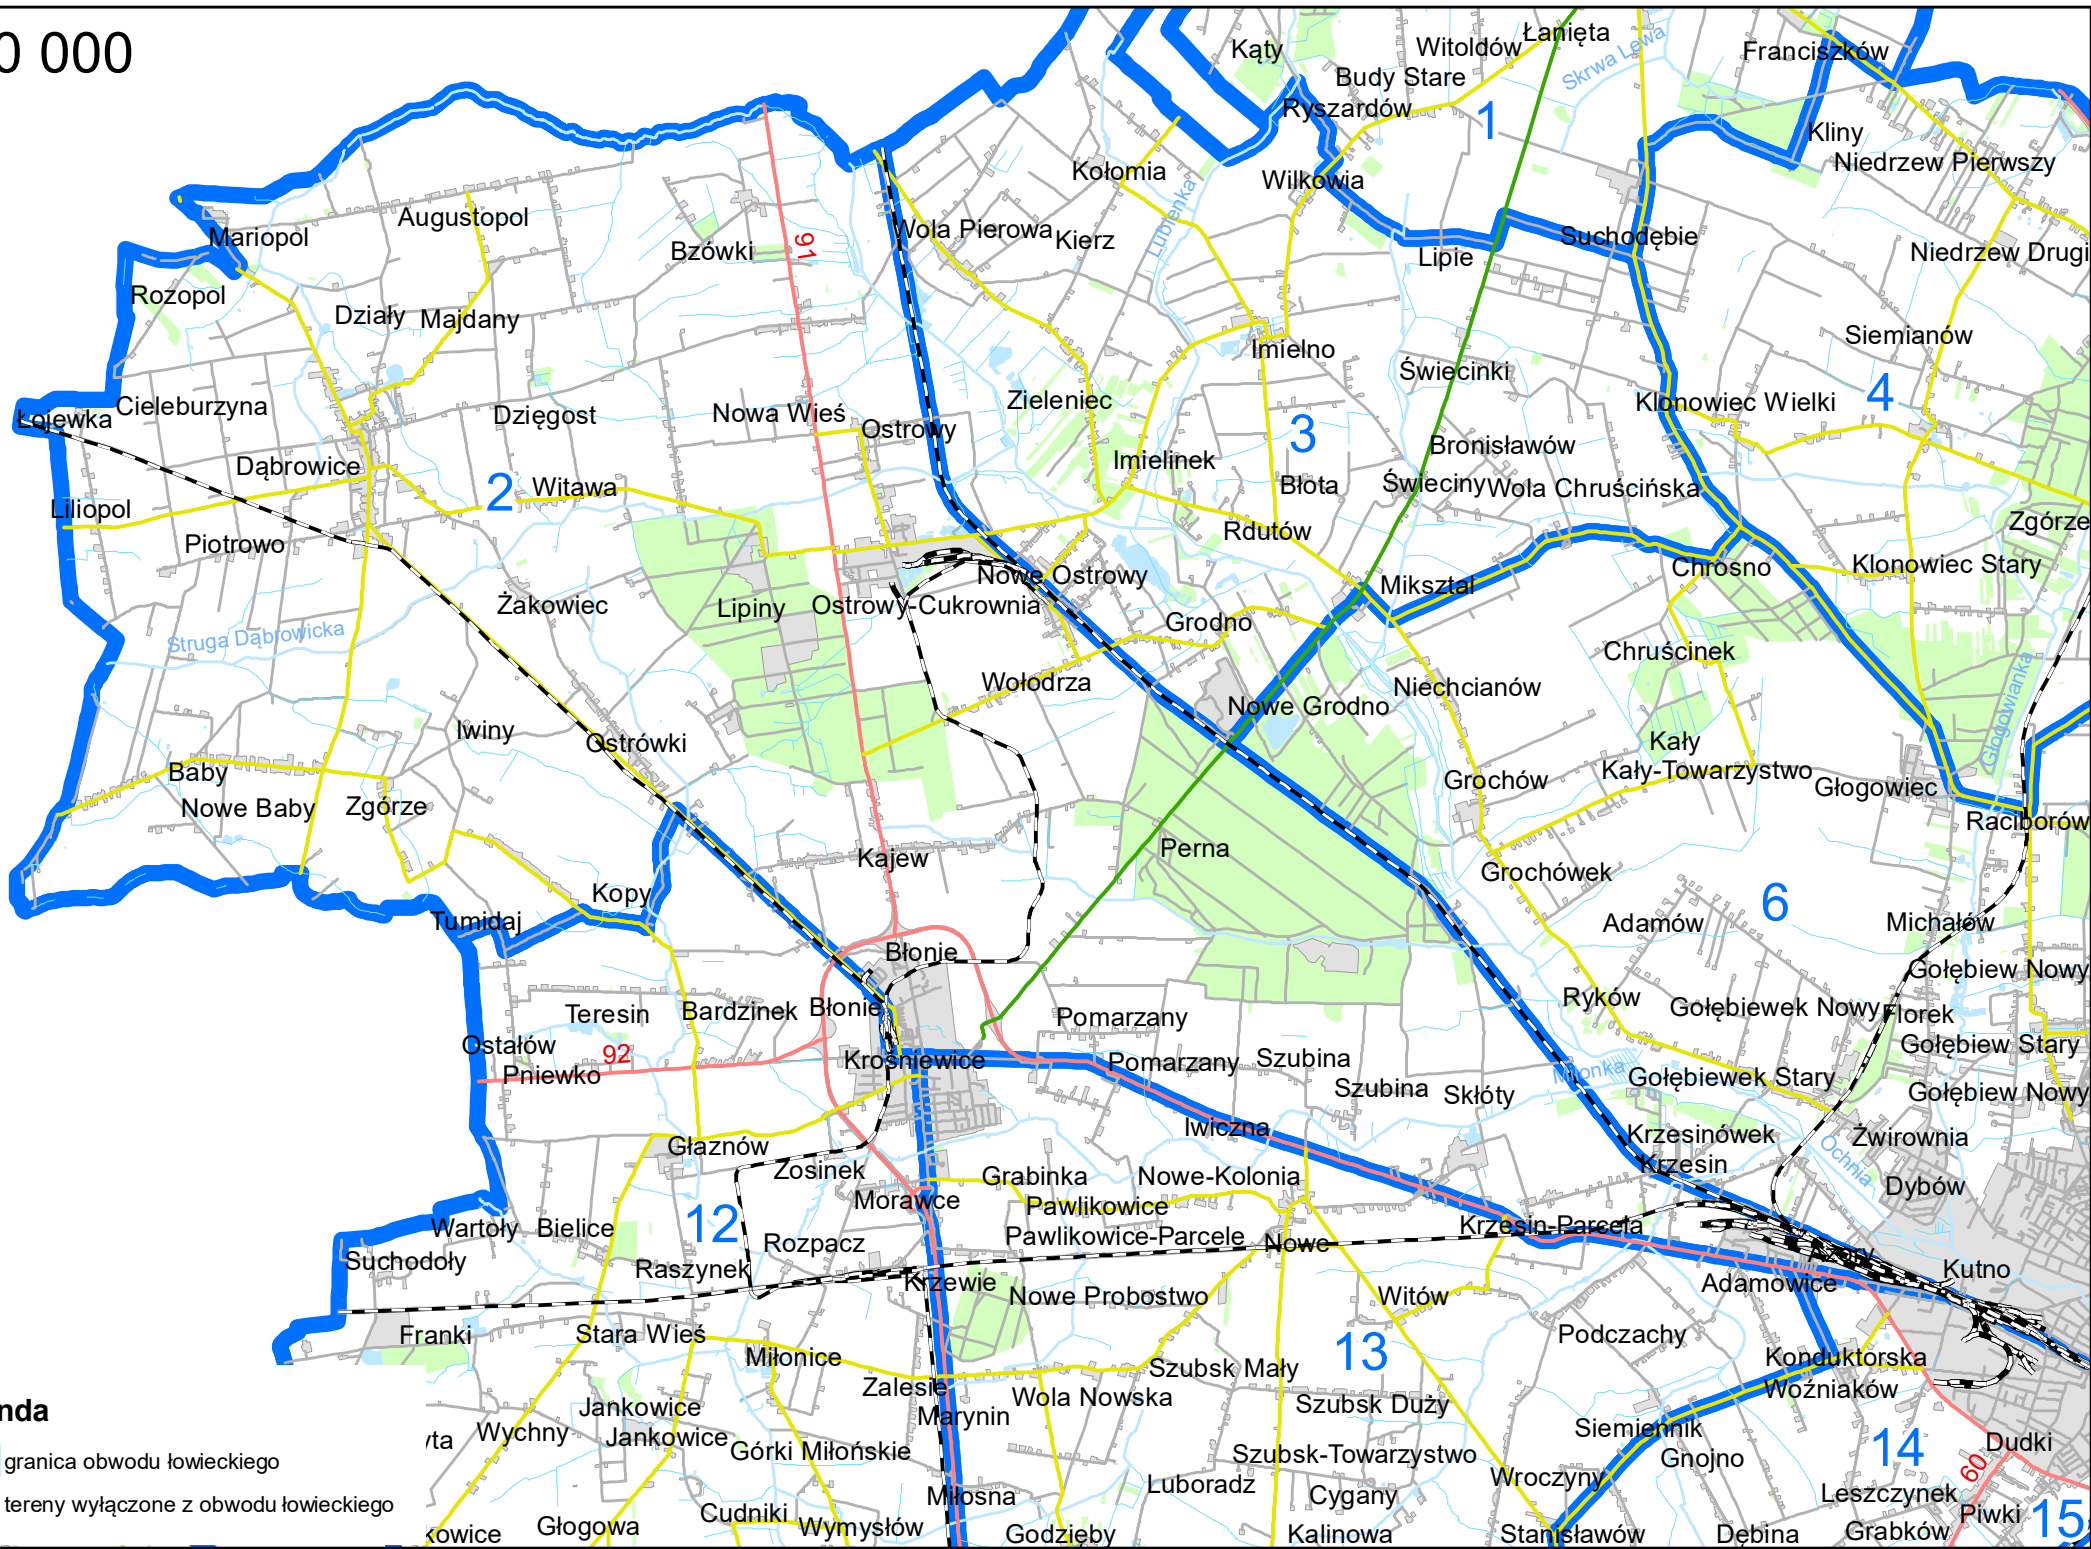 0 000
Kąty
Witoldów
Łanięta
Skrwa Lewa
Franciszków
Budy Stare
Ryszardów
1
Kliny
Niedrzew Pierwszy
Kołomia
Wilkowia
Lubieńka
Augustopol
Mariopol
Bzówki
91
Wola Pierowa
Kierz
Lipie
Suchodębie
Niedrzew Drugi
Rozopol
Działy
Majdany
Imielno
Siemianów
Świecinki
4
Łojewka
Cieleburzyna
Dzięgost
Nowa Wieś
Ostrowy
Zieleniec
3
Klonowiec Wielki
Bronisławów
Dąbrowice
Imielinek
2
Witawa
Błota
Świeciny
Wola Chruścińska
Liliopol
Zgórze
Piotrowo
Rdutów
Chrosno
Klonowiec Stary
Nowe Ostrowy
Mikształ
Żakowiec
Lipiny
Ostrowy-Cukrownia
Grodno
Struga Dąbrowicka
Chruścinek
Wołodrza
Niechcianów
Nowe Grodno
Głogowianka
Iwiny
Ostrówki
Kały
Baby
Kały-Towarzystwo
Grochów
Głogowiec
Nowe Baby
Zgórze
Raciborów
Kajew
Perna
Grochówek
Kopy
6
Tumidaj
Adamów
Michałów
Błonie
Gołębiew Nowy
Ryków
Teresin
Bardzinek
Błonie
Pomarzany
Gołębiewek Nowy
Florek
Ostałów
92
Krośniewice
Pomarzany
Szubina
Gołębiew Stary
Pniewko
Miłonka
Gołębiewek Stary
Szubina
Skłóty
Gołębiew Nowy
Iwiczna
Głaznów
Krzesinówek
Żwirownia
Ochnia
Zosinek
Grabinka
Nowe-Kolonia
Krzesin
Dybów
Morawce
Pawlikowice
12
Wartoły
Bielice
Krzesin-Parcela
Rozpacz
Pawlikowice-Parcele
Nowe
Azory
Suchodoły
Raszynek
Kutno
Krzewie
Adamowice
Nowe Probostwo
Witów
Franki
Stara Wieś
Podczachy
13
Miłonice
Konduktorska
Szubsk Mały
Zalesie
Woźniaków
Wola Nowska
nda
Jankowice
Szubsk Duży
Marynin
Siemiennik
Wychny
Jankowice
yta
Górki Miłońskie
14
Dudki
Szubsk-Towarzystwo
Gnojno
granica obwodu łowieckiego
60
Wroczyny
Luboradz
Miłosna
Cygany
Leszczynek
tereny wyłączone z obwodu łowieckiego
Cudniki
Piwki
15
kowice
Głogowa
Wymysłów
Godzięby
Kalinowa
Stanisławów
Dębina
Grabków